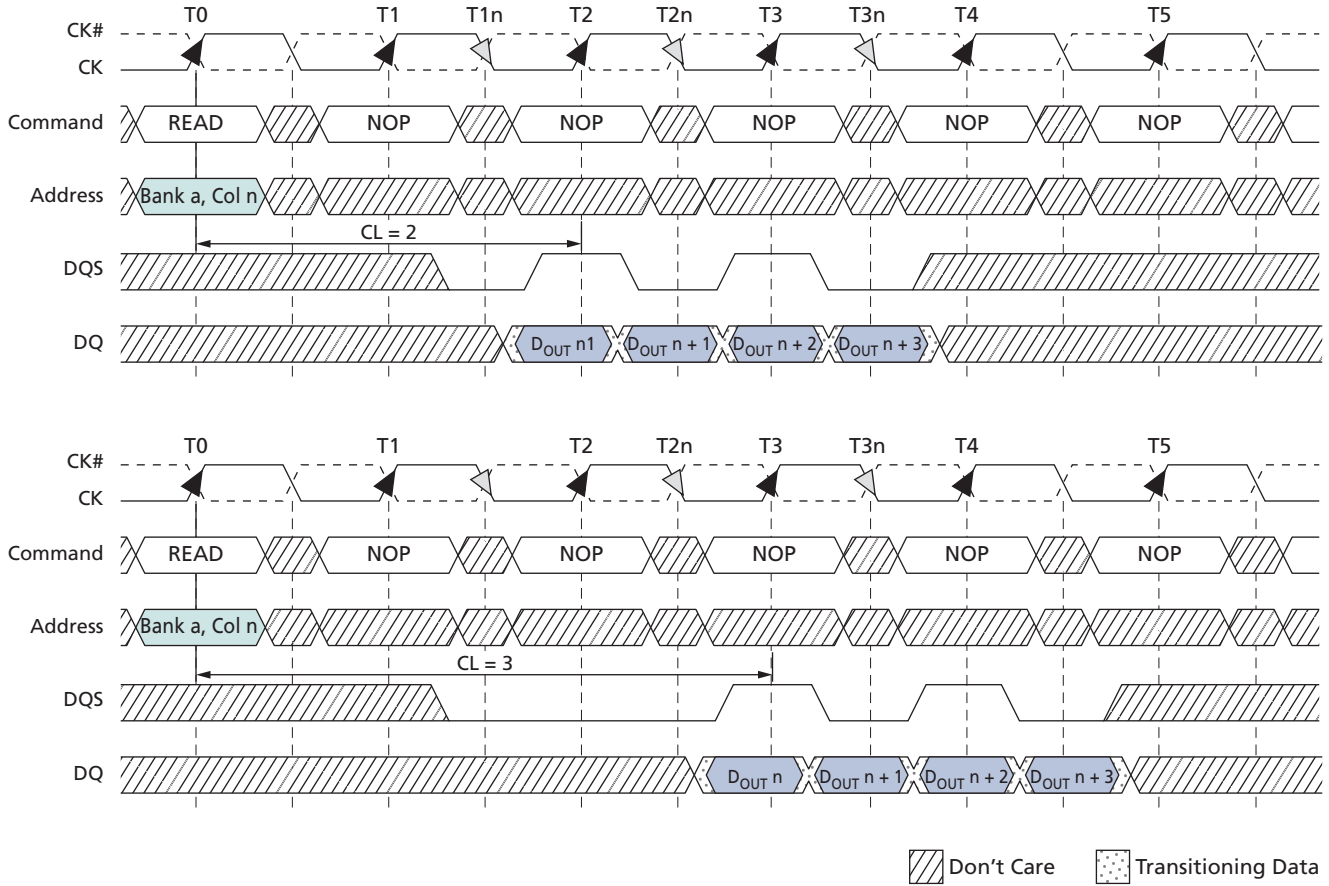 T0 T1 T1n T2 T2n T3 T3n T4 T5
CK#
CK
Command READ NOP NOP NOP NOP NOP
Address Bank a, Col n
CL = 2
DQS
DQ DOUT n1 DOUT n + 1 DOUT n + 2 DOUT n + 3
T0 T1 T2 T2n T3 T3n T4 T5
CK#
CK
Command READ NOP NOP NOP NOP NOP
Address Bank a, Col n
CL = 3
DQS
DQ DOUT n DOUT n + 1 DOUT n + 2 DOUT n + 3
Don't Care Transitioning Data